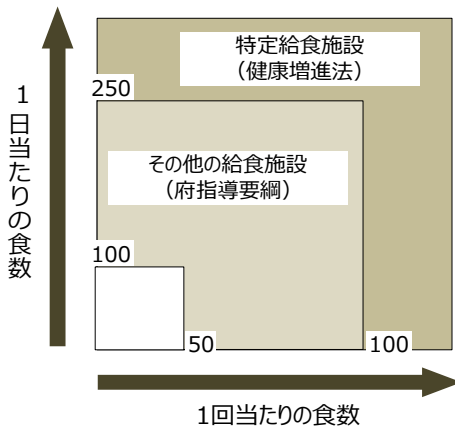 特定給食施設
（健康増進法）
250
1日当たりの食数
その他の給食施設
（府指導要綱）
100
50
100
1回当たりの食数